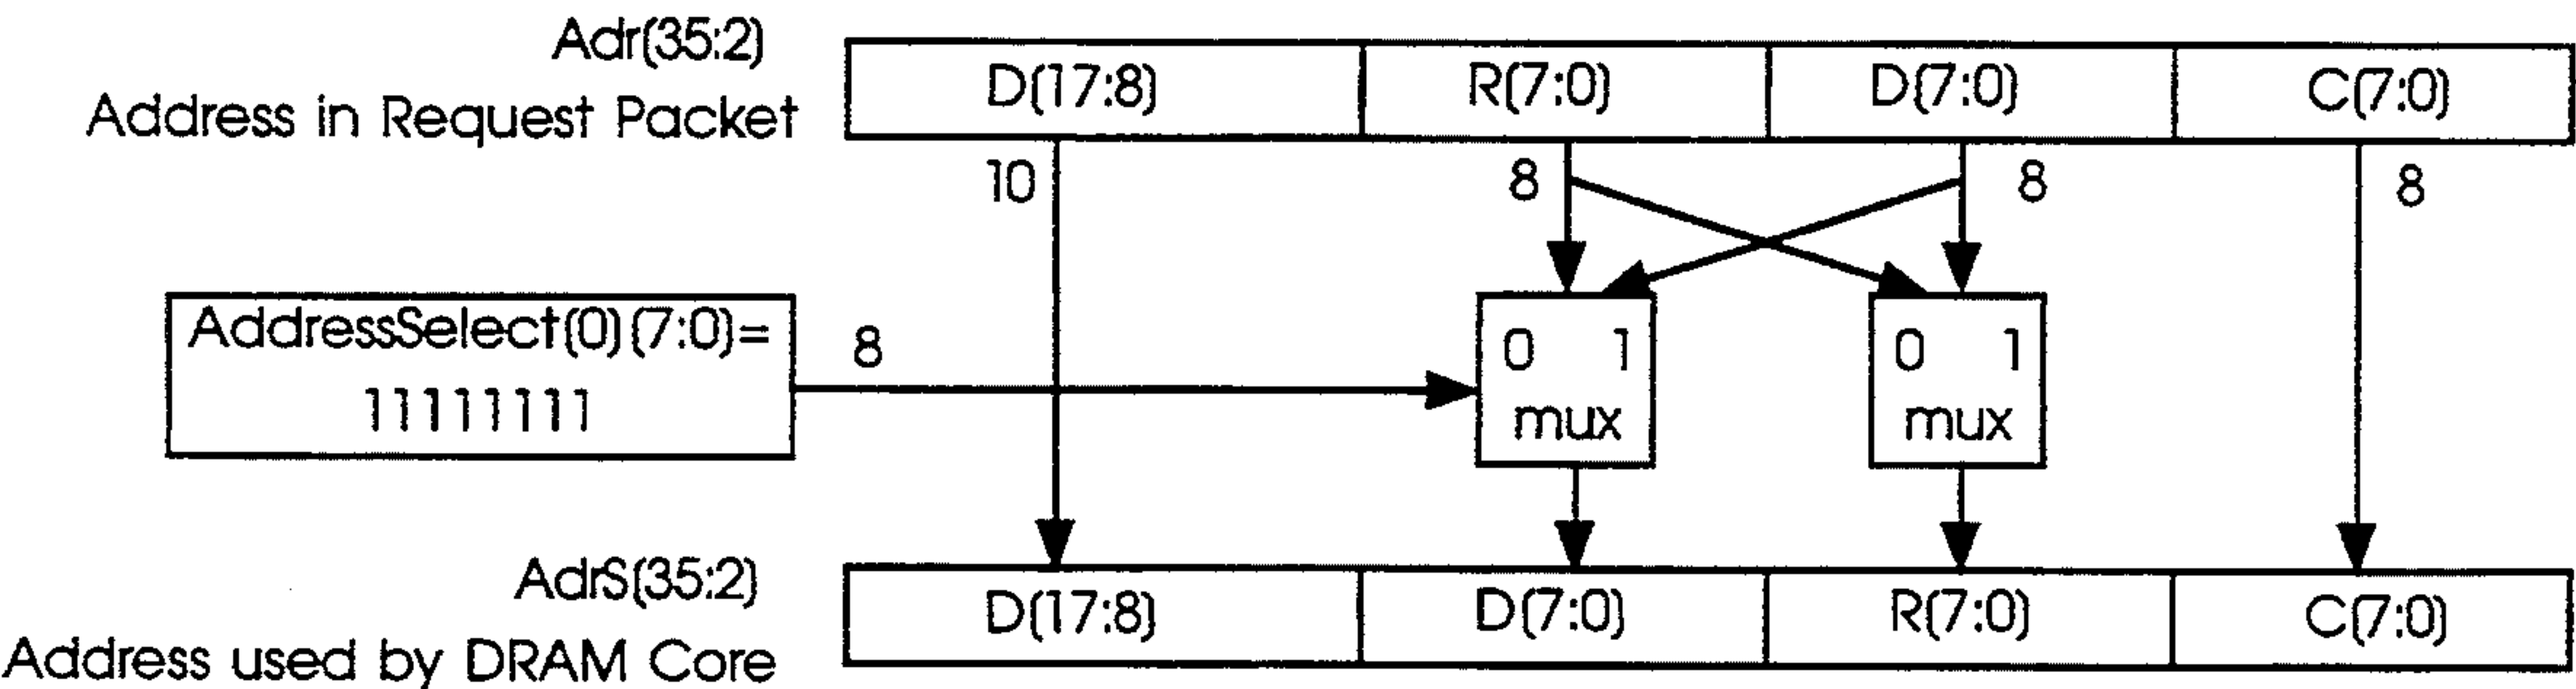 Adr(35:2)
Address in Request Packet
D(17:8) R(7:0) D(7:0) C(7:0)
10 8 8 8
AddressSelect(0)(7:0)=
11111111
8
0 1
mux
0 1
mux
AdrS(35:2)
Address used by DRAM Core
D(17:8) D(7:0) R(7:0) C(7:0)